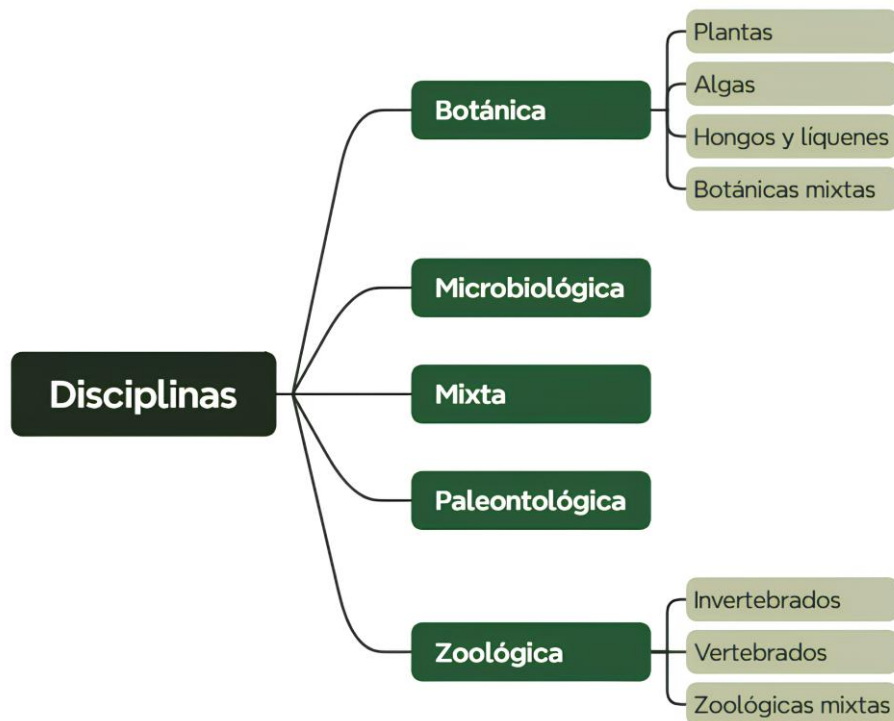 Disciplinas
Botánica
Plantas
Algas
Hongos y líquenes
Botánicas mixtas
Microbiológica
Mixta
Paleontológica
Zoológica
Invertebrados
Vertebrados
Zoológicas mixtas